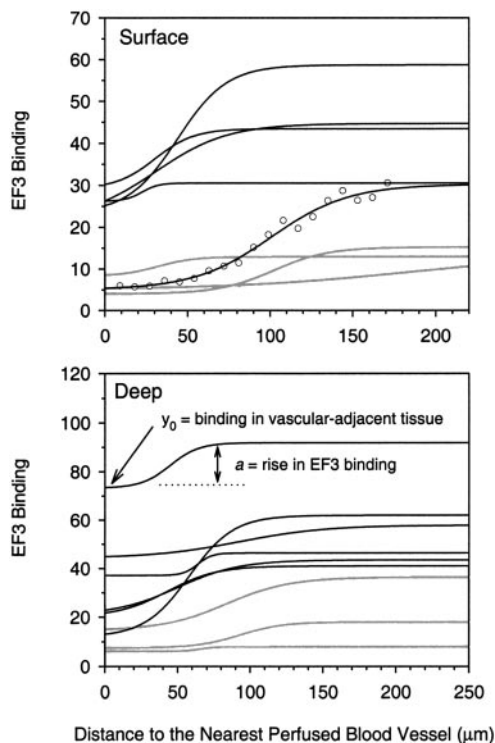 Surface
EF3 Binding
70
60
50
40
30
20
10
0
0 50 100 150 200
Deep
y0 = binding in vascular-adjacent tissue
a = rise in EF3 binding
EF3 Binding
120
100
80
60
40
20
0
0 50 100 150 200 250
Distance to the Nearest Perfused Blood Vessel (μm)